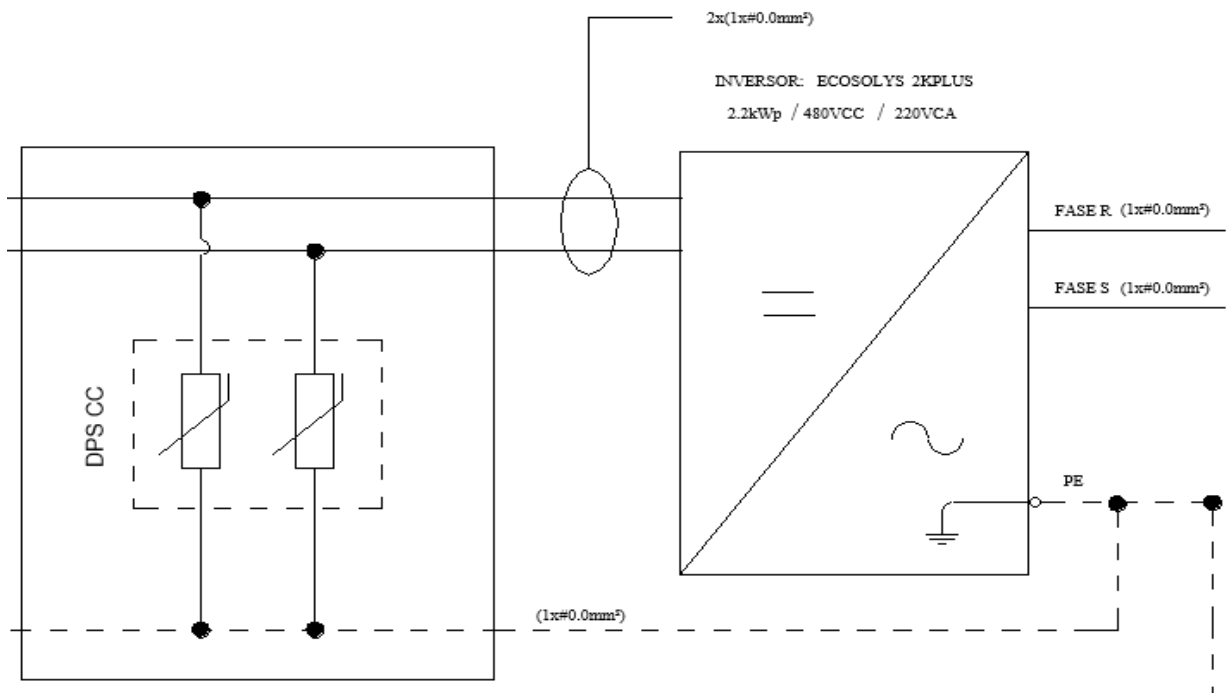 2x(1x#0.0mm²)
INVERSOR: ECOSOLYS 2KPLUS
2.2kWp / 480VCC / 220VCA
FASE R (1x#0.0mm²)
FASE S (1x#0.0mm²)
DPS CC
PE
(1x#0.0mm²)